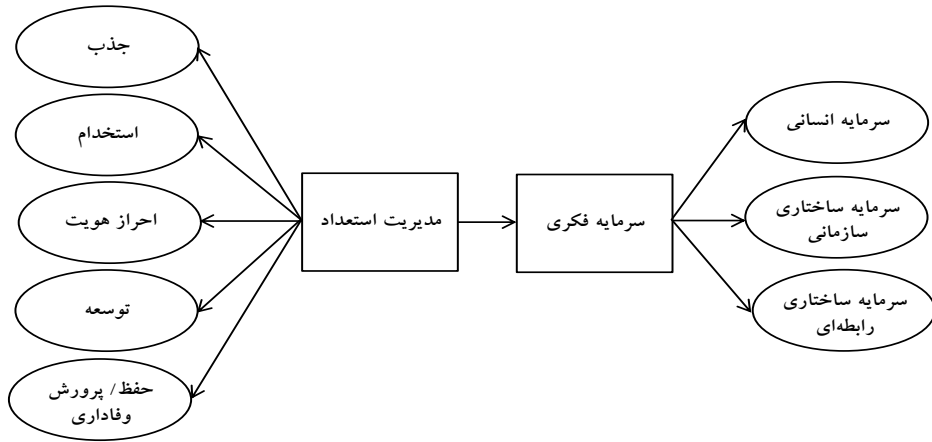 جذب
استخدام
احراز هویت
توسعه
حفظ/ پرورش
وفاداری
مدیریت استعداد
سرمایه فکری
سرمایه انسانی
سرمایه ساختاری
سازمانی
سرمایه ساختاری
رابطه‌ای